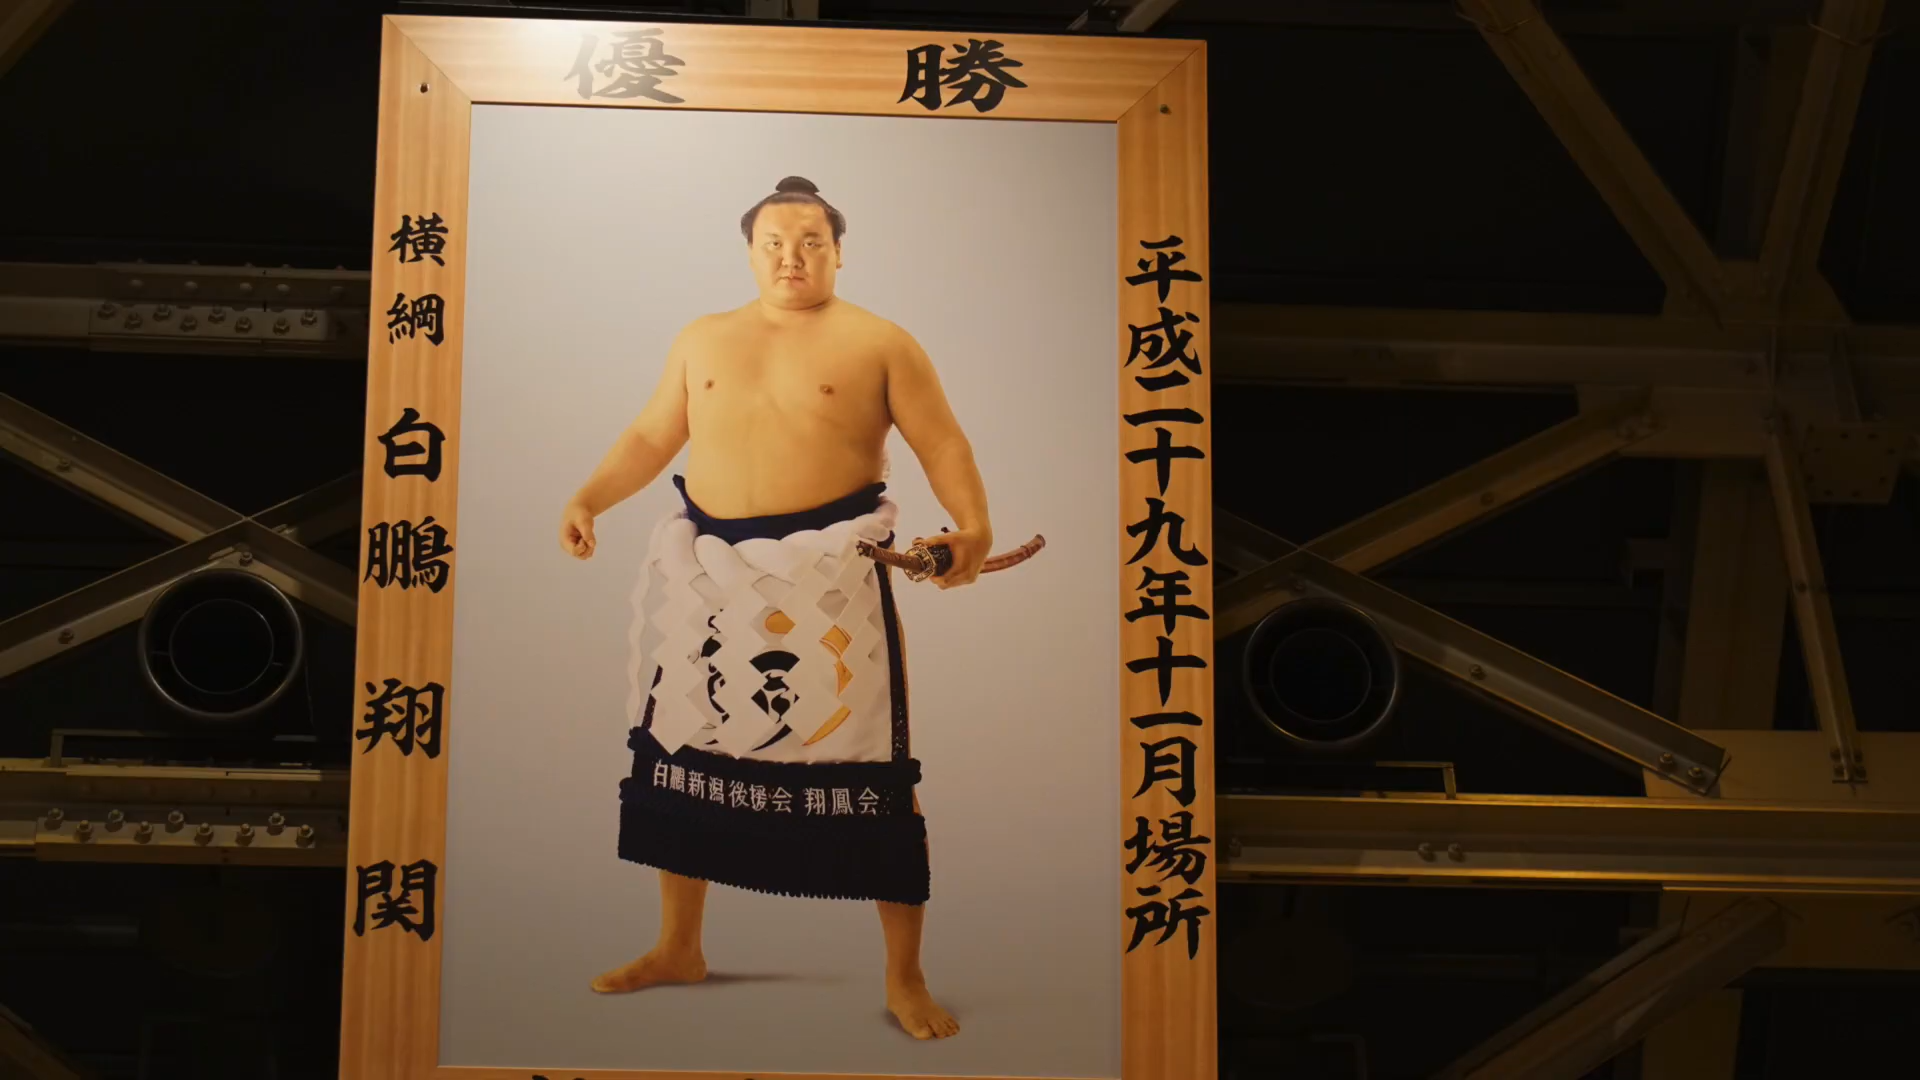 優勝
平成二十九年十一月場所
横綱 白鵬 翔 関
白鵬新潟後援会 翔鳳会